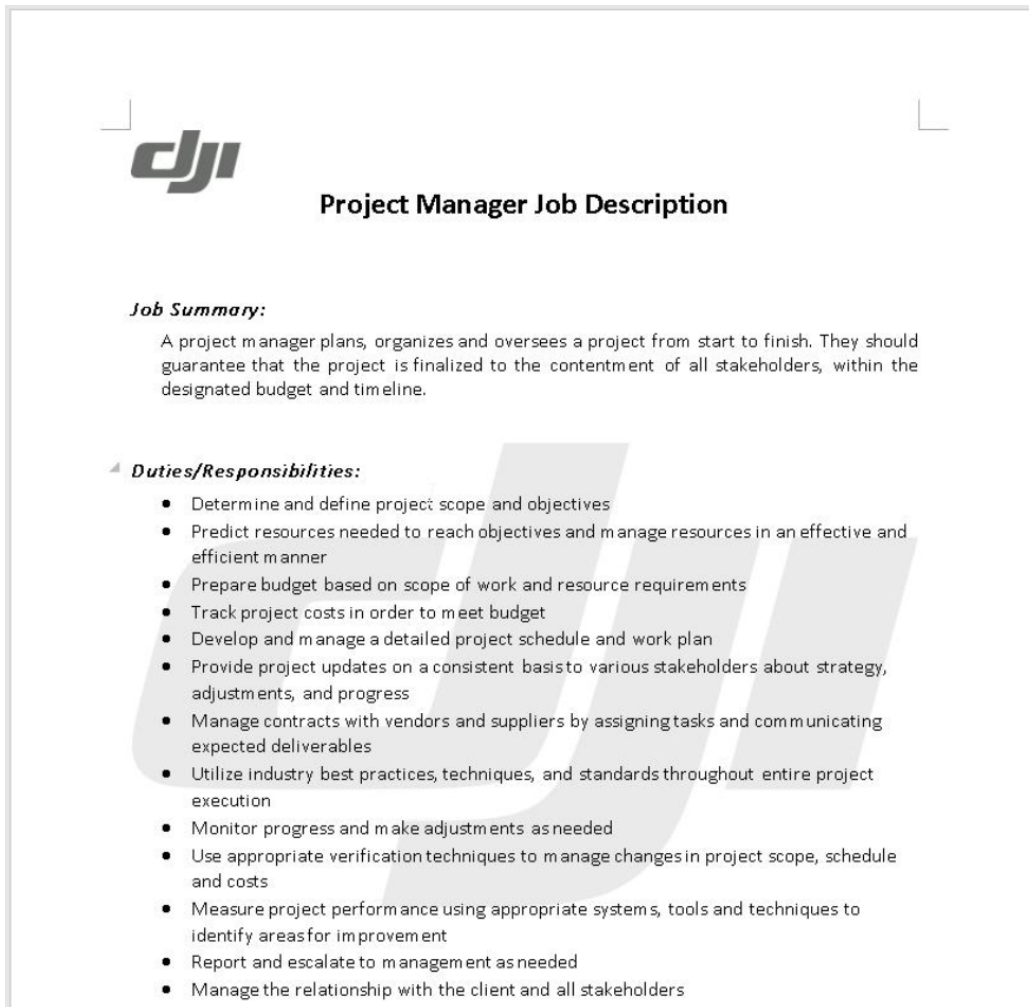 dji
Project Manager Job Description
Job Summary:
A project manager plans, organizes and oversees a project from start to finish. They should
guarantee that the project is finalized to the contentment of all stakeholders, within the
designated budget and timeline.
Duties/Responsibilities:
• Determine and define project scope and objectives
• Predict resources needed to reach objectives and manage resources in an effective and
efficient manner
• Prepare budget based on scope of work and resource requirements
• Track project costs in order to meet budget
• Develop and manage a detailed project schedule and work plan
• Provide project updates on a consistent basis to various stakeholders about strategy,
adjustments, and progress
• Manage contracts with vendors and suppliers by assigning tasks and communicating
expected deliverables
• Utilize industry best practices, techniques, and standards throughout entire project
execution
• Monitor progress and make adjustments as needed
• Use appropriate verification techniques to manage changes in project scope, schedule
and costs
• Measure project performance using appropriate systems, tools and techniques to
identify areas for improvement
• Report and escalate to management as needed
• Manage the relationship with the client and all stakeholders
dji